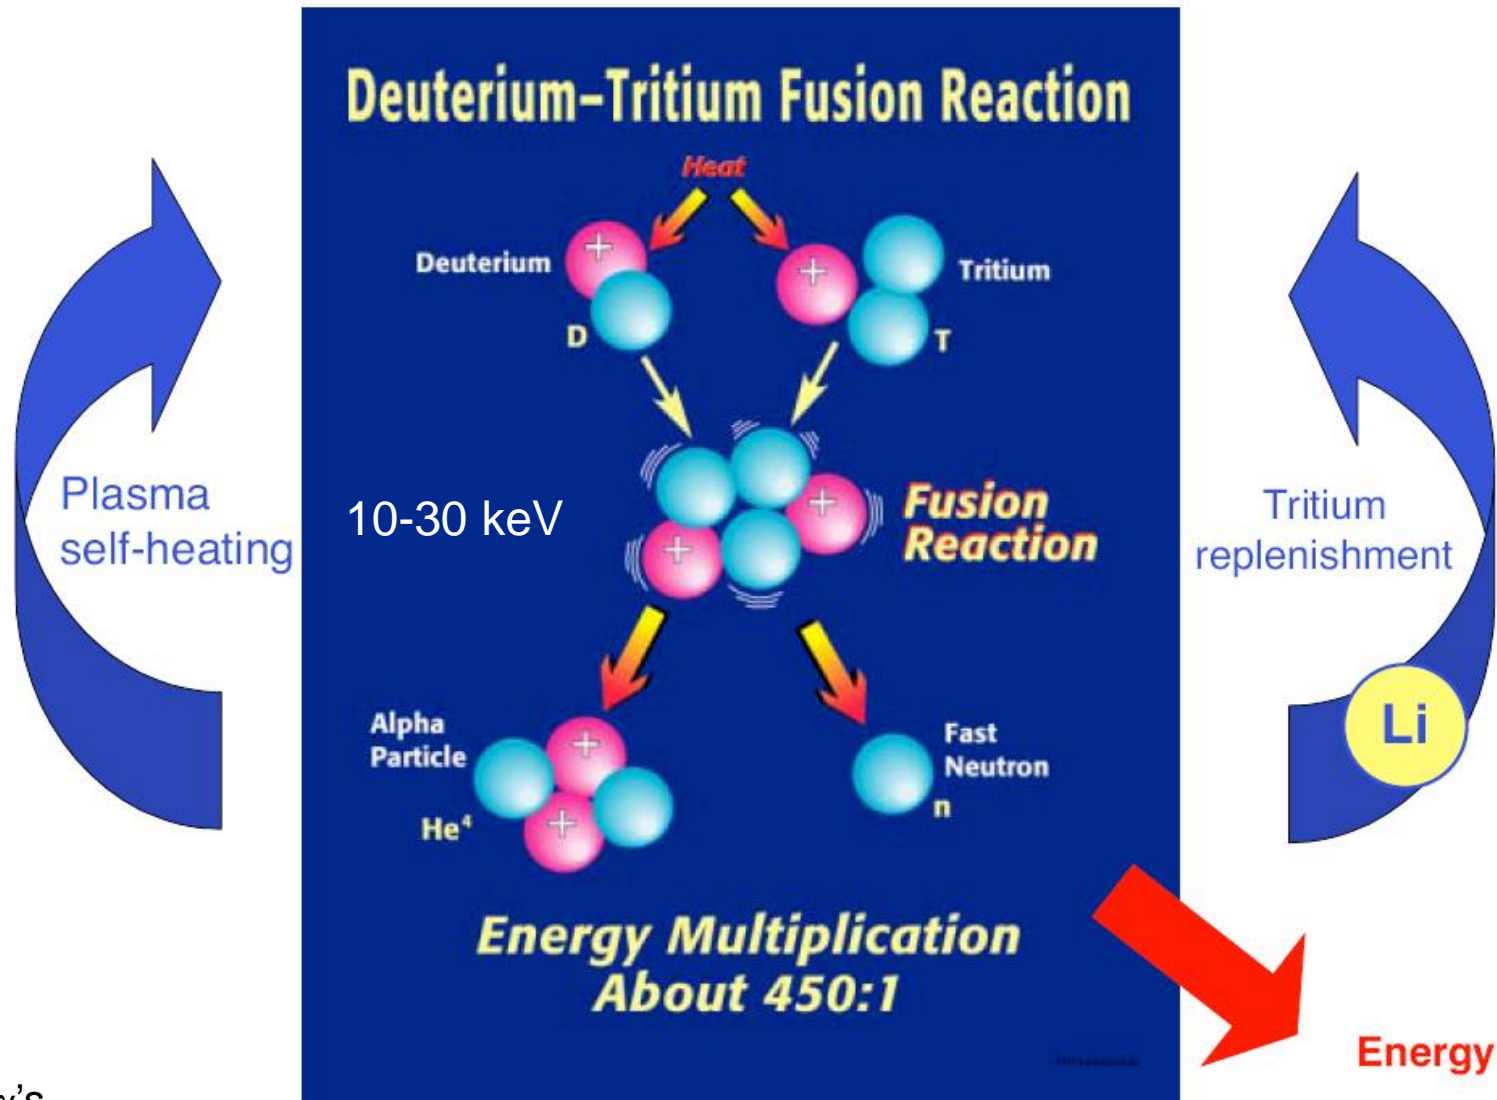 Deuterium–Tritium Fusion Reaction
Heat
Deuterium
+
+
Tritium
D
T
Plasma
self-heating
10-30 keV
+
+
Fusion
Reaction
Tritium
replenishment
Alpha
Particle
+
+
He⁴
Fast
Neutron
n
Li
Energy Multiplication
About 450:1
Energy